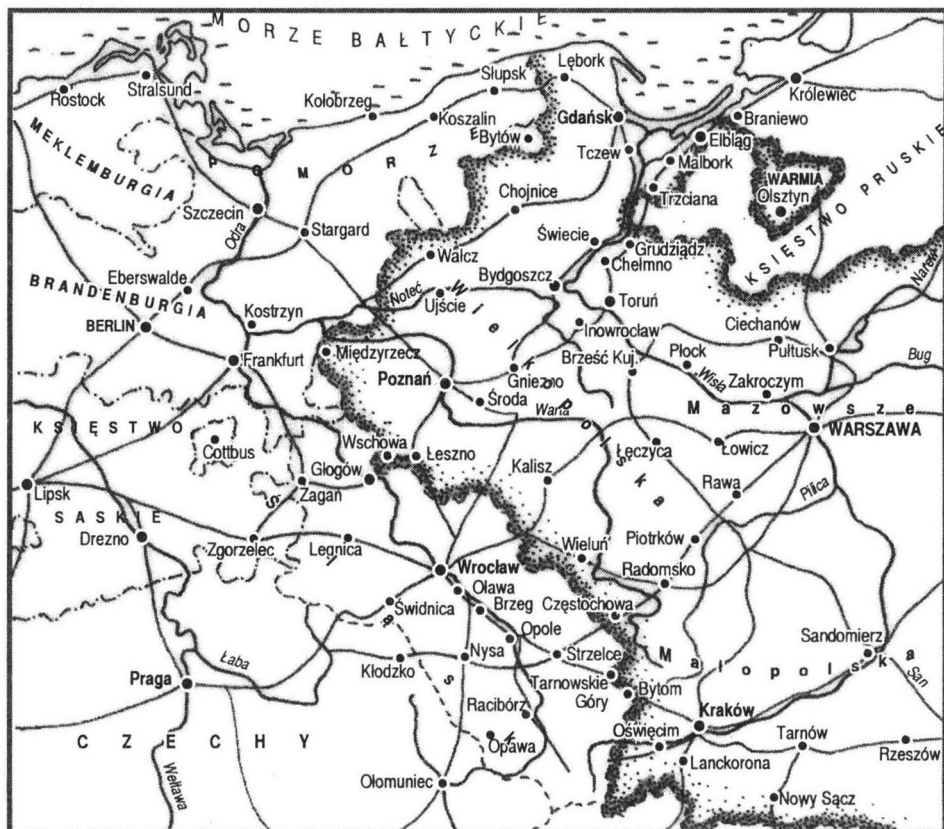 MORZE BAŁTYCKIE
Rostock
Stralsund
Kołobrzeg
Słupsk
Lębork
Koszalin
Bytów
Gdańsk
Królewiec
Braniewo
Elbląg
Tczew
Malbork
Trzciana
WARMIA
Olsztyn
MEKLEMBURGIA
POMORZE
KSIĘSTWO PRUSKIE
Chojnice
Szczecin
Odra
Stargard
Świecie
Grudziądz
Chełmno
Wałcz
Eberswalde
BRANDENBURGIA
BERLIN
Kostrzyn
Noteć
Ujście
Bydgoszcz
Toruń
Narew
Inowrocław
Ciechanów
Pułtusk
Frankfurt
Międzyrzecz
Wielkopolska
Brześć Kuj.
Płock
Wisła
Zakroczym
Bug
Poznań
Gniezno
Środa
Warta
Mazowsze
WARSZAWA
KSIĘSTWO
SASKIE
Cottbus
Wschowa
Leszno
Łęczyca
Łowicz
Głogów
Żagań
Kalisz
Rawa
Pilica
Lipsk
Drezno
Zgorzelec
Legnica
Wieluń
Piotrków
Radomsko
Wrocław
Oława
Brzeg
Świdnica
Częstochowa
Opole
Śląsk
Małopolska
Sandomierz
San
Praga
Łaba
Kłodzko
Nysa
Strzelce
Tarnowskie
Góry
Bytom
Racibórz
Kraków
CZECHY
Opawa
Oświęcim
Lanckorona
Tarnów
Rzeszów
Wełtawa
Ołomuniec
Nowy Sącz